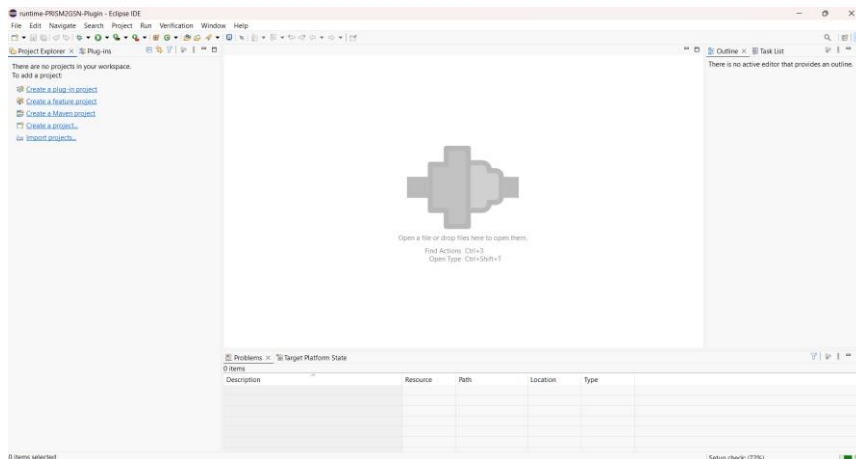 runtime-PRISM2GSN-Plugin - Eclipse IDE
File Edit Navigate Search Project Run Verification Window Help
Project Explorer Plug-ins
Outline Task List
There are no projects in your workspace.
To add a project:
Create a plug-in project
Create a feature project
Create a Maven project
Create a project...
Import projects...
There is no active editor that provides an outline.
Open a file or drop files here to open them.
Find Actions Ctrl+3
Open Type Ctrl+Shift+T
Problems Target Platform State
0 items
Description Resource Path Location Type
0 items selected
Setup check: (72%)